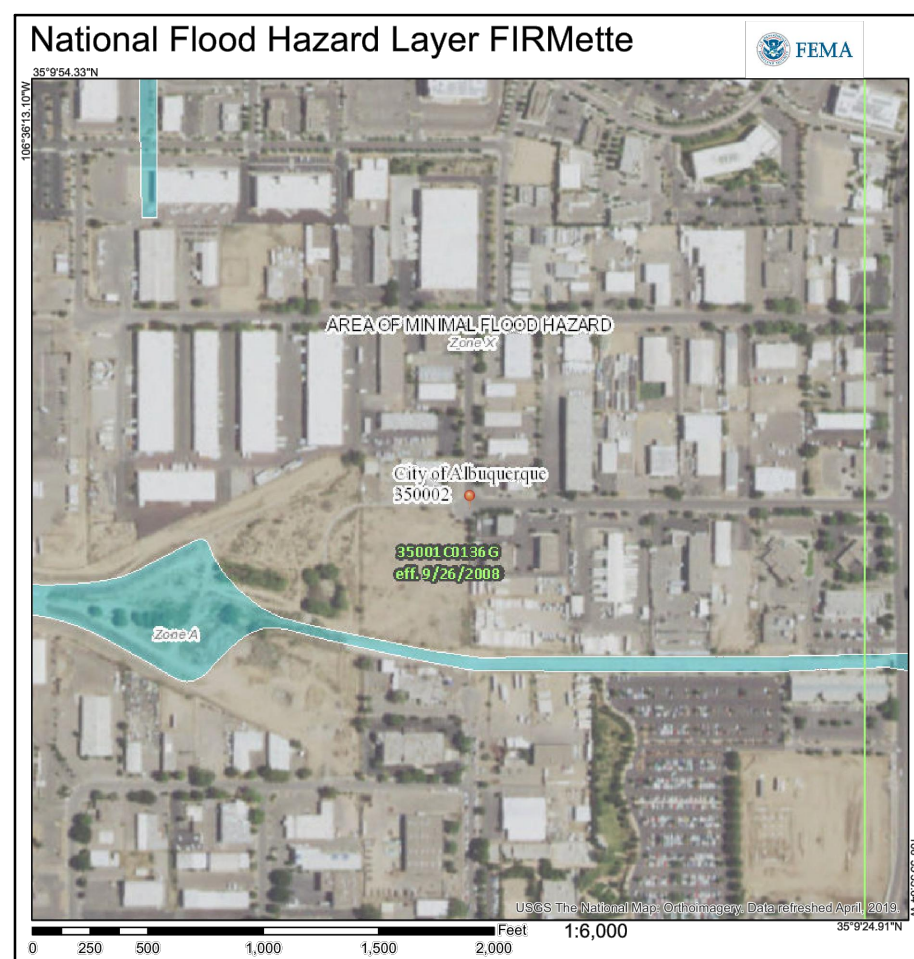 National Flood Hazard Layer FIRMette
FEMA
35°9'54.33"N
106°36'13.10"W
AREA OF MINIMAL FLOOD HAZARD
Zone X
City of Albuquerque
350002
35001C0136G
eff. 9/26/2008
Zone A
USGS The National Map: Orthoimagery. Data refreshed April, 2019.
35°9'24.91"N
Feet
1:6,000
0 250 500 1,000 1,500 2,000